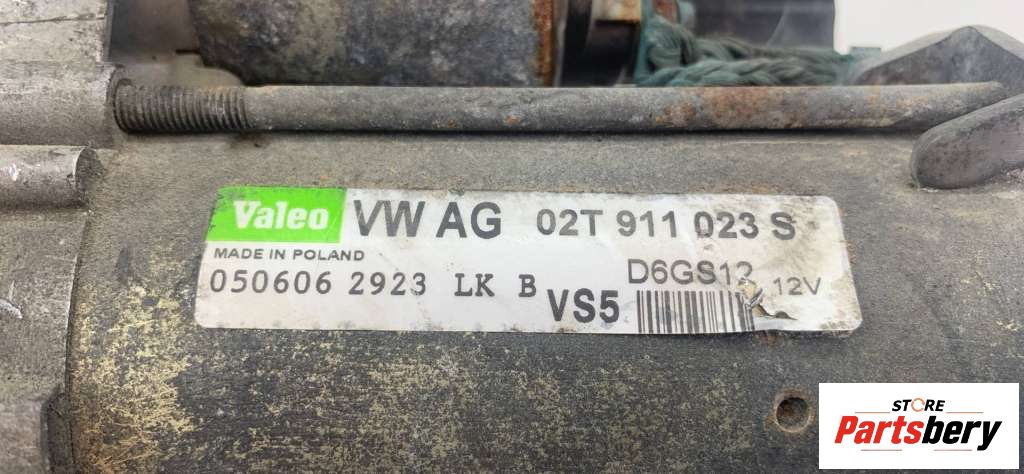 Valeo VW AG 02T 911 023 S
MADE IN POLAND
D6GS12 12V
050606 2923 LK B VS5
STORE
Partsbery